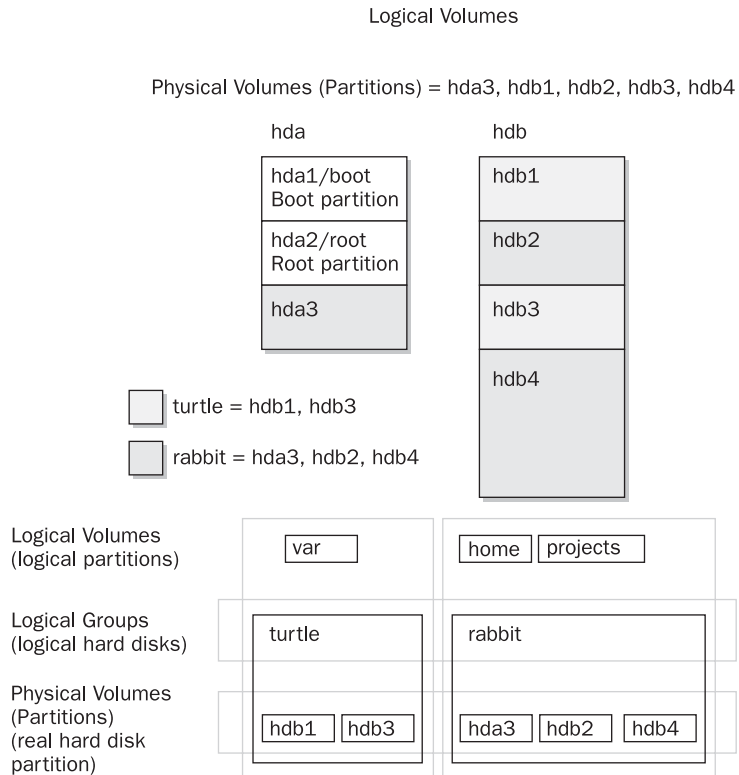 Logical Volumes
Physical Volumes (Partitions) = hda3, hdb1, hdb2, hdb3, hdb4
hda
hdb
hda1/boot
Boot partition
hda2/root
Root partition
hda3
hdb1
hdb2
hdb3
hdb4
turtle = hdb1, hdb3
rabbit = hda3, hdb2, hdb4
Logical Volumes
(logical partitions)
var
home
projects
Logical Groups
(logical hard disks)
turtle
rabbit
Physical Volumes
(Partitions)
(real hard disk
partition)
hdb1
hdb3
hda3
hdb2
hdb4